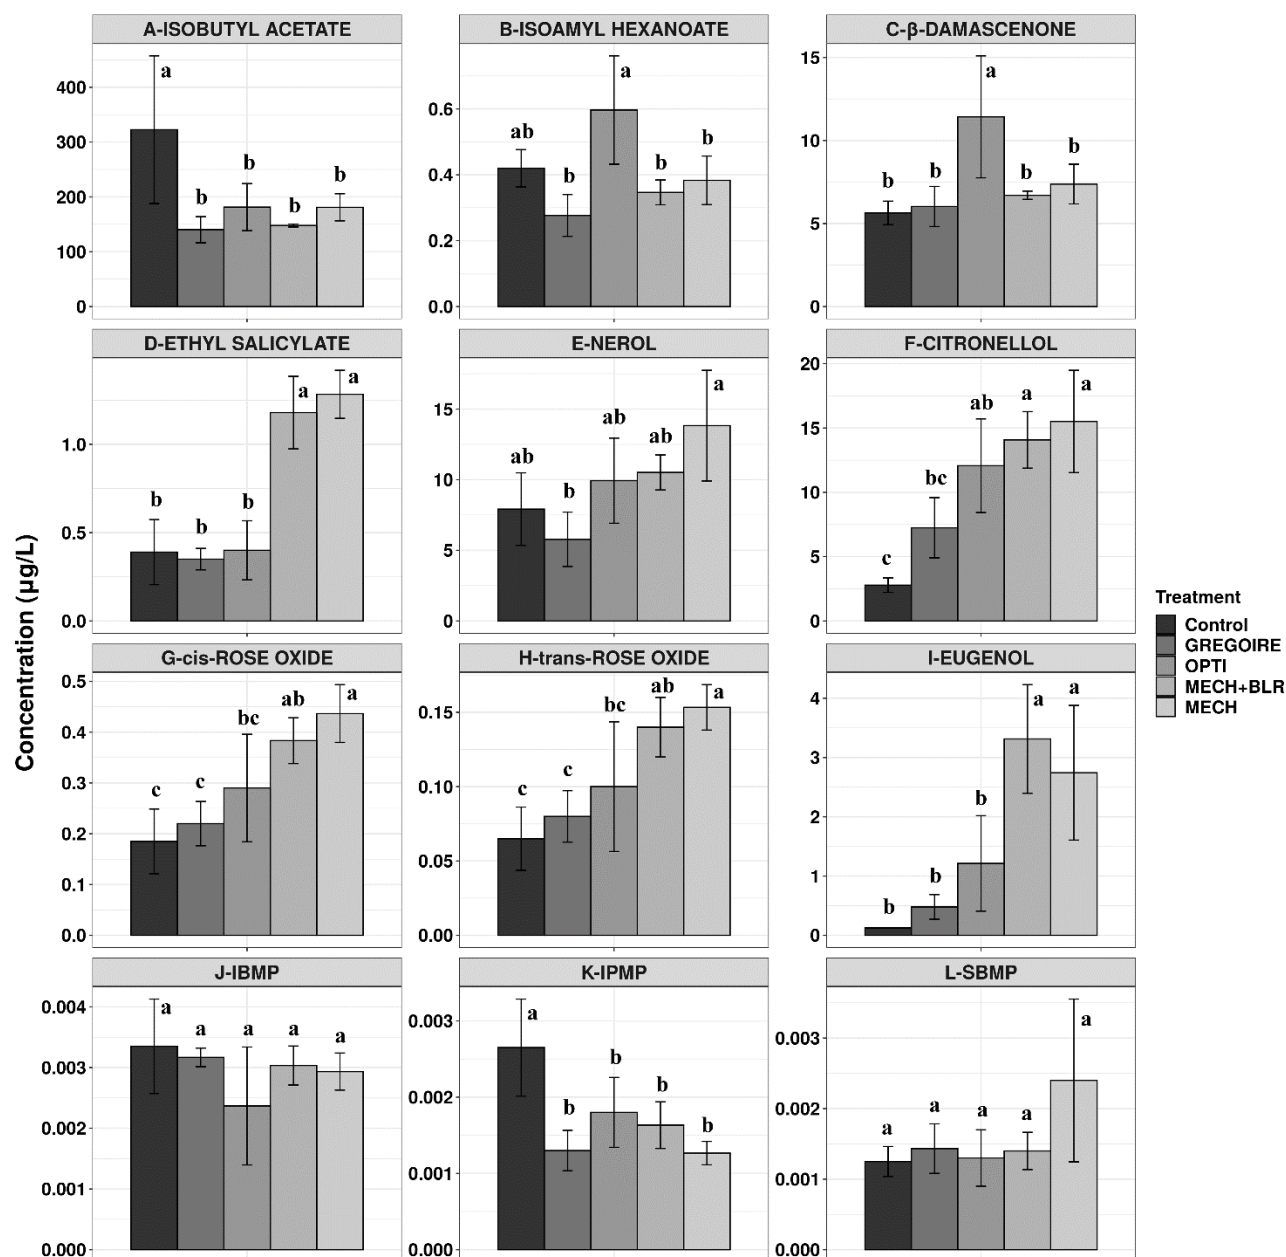 A-ISOBUTYL ACETATE
400
300
200
100
0
a
b
b
b
b
B-ISOAMYL HEXANOATE
0.6
0.4
0.2
0.0
ab
b
a
b
b
C-β-DAMASCENONE
15
10
5
0
b
b
a
b
b
D-ETHYL SALICYLATE
1.0
0.5
0.0
b
b
b
a
a
E-NEROL
15
10
5
0
ab
b
ab
ab
a
F-CITRONELLOL
20
15
10
5
0
c
bc
ab
a
a
G-cis-ROSE OXIDE
0.5
0.4
0.3
0.2
0.1
0.0
c
c
bc
ab
a
H-trans-ROSE OXIDE
0.15
0.10
0.05
0.00
c
c
bc
ab
a
I-EUGENOL
4
3
2
1
0
b
b
b
a
a
J-IBMP
0.004
0.003
0.002
0.001
0.000
a
a
a
a
a
K-IPMP
0.003
0.002
0.001
0.000
a
b
b
b
b
L-SBMP
0.003
0.002
0.001
0.000
a
a
a
a
a
Concentration (µg/L)
Treatment
Control
GREGOIRE
OPTI
MECH+BLR
MECH